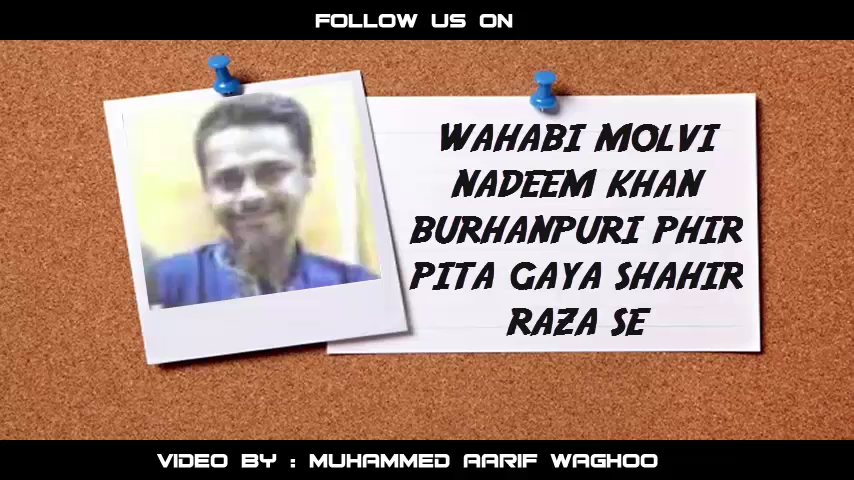 FOLLOW US ON
WAHABI MOLVI
NADEEM KHAN
BURHANPURI PHIR
PITA GAYA SHAHIR
RAZA SE
VIDEO BY : MUHAMMED AARIF WAGHOO